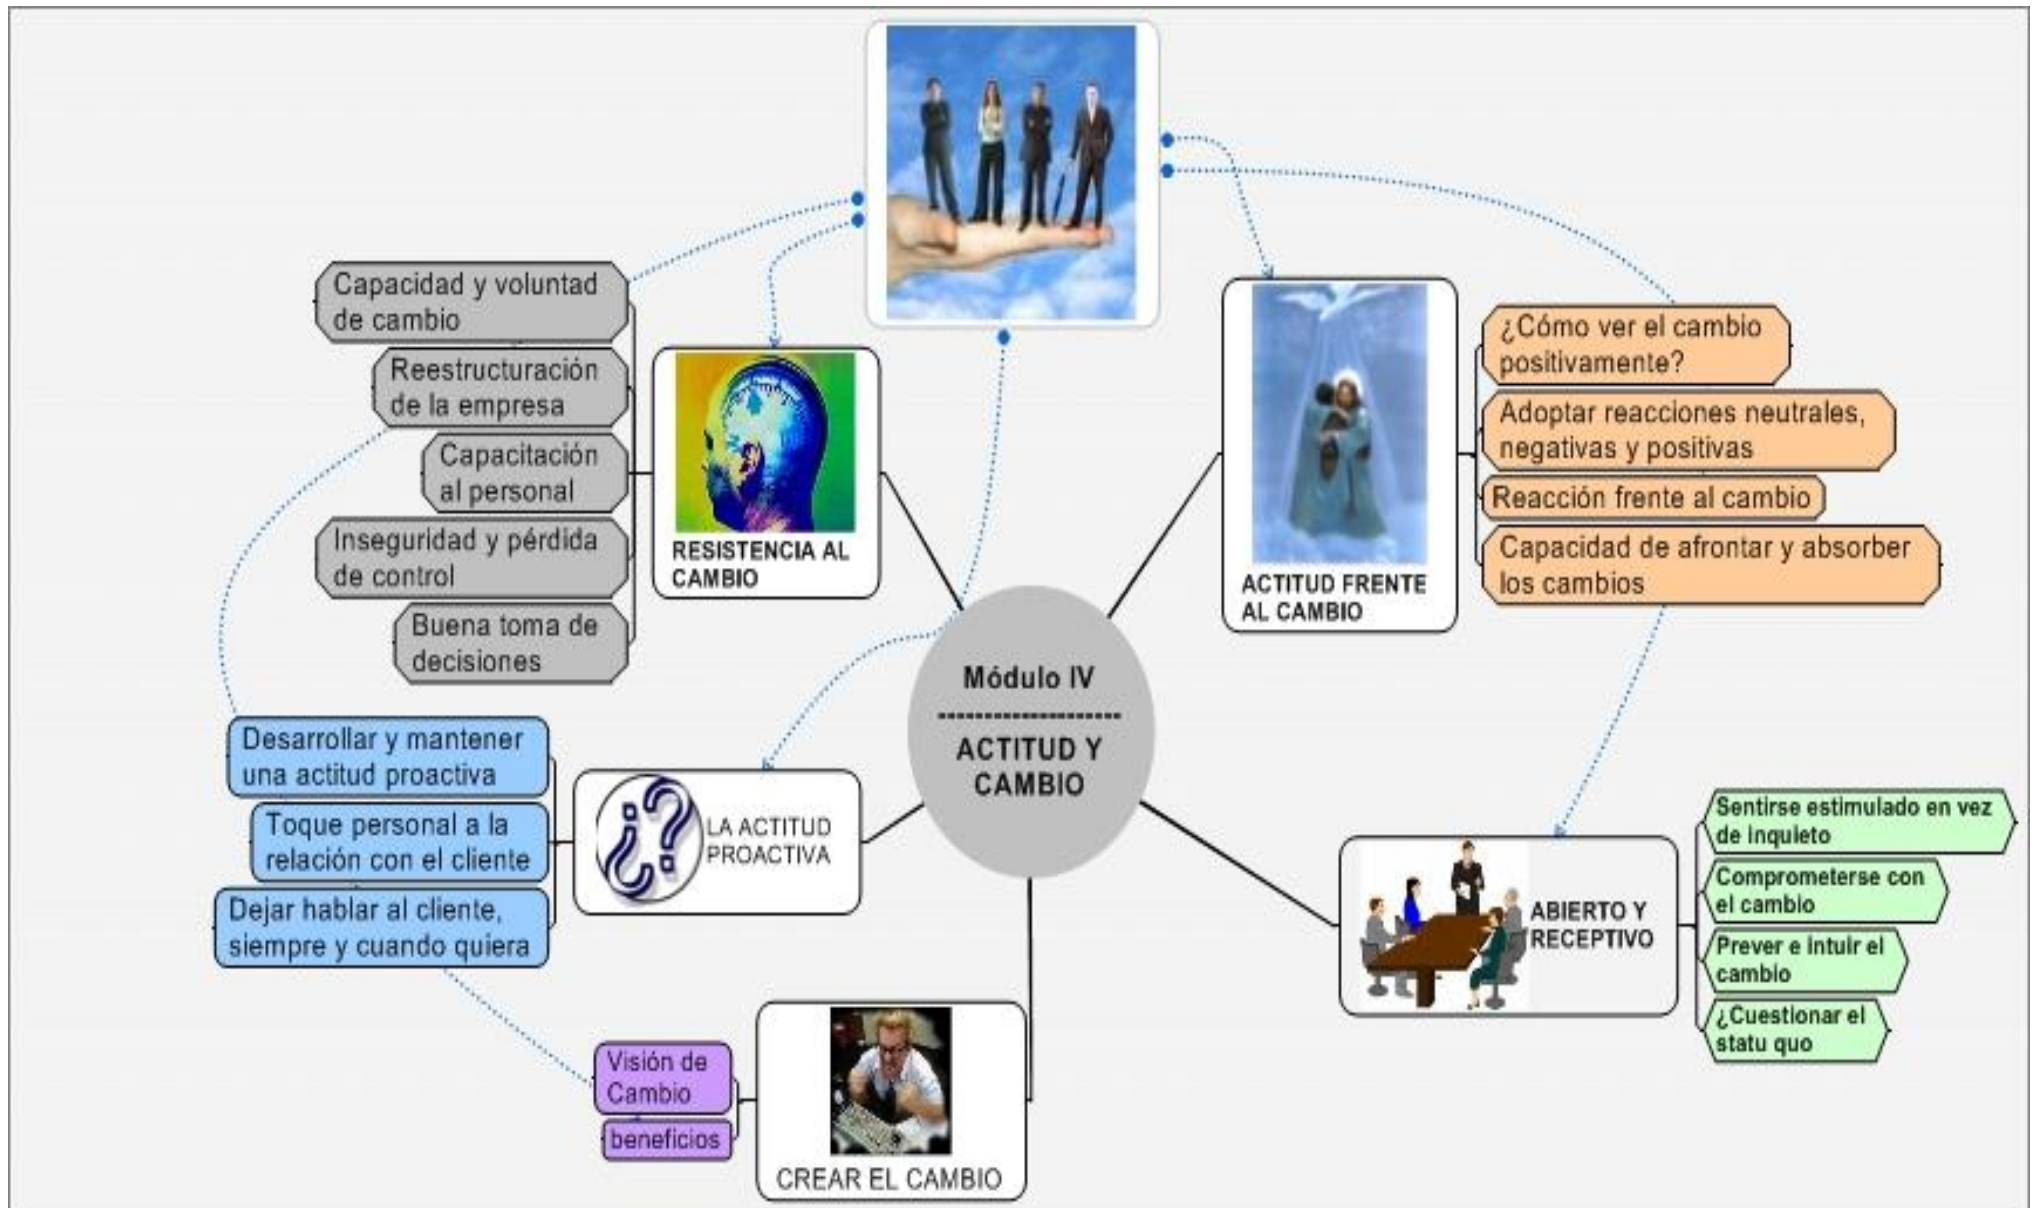 Capacidad y voluntad
de cambio
Reestructuración
de la empresa
Capacitación
al personal
Inseguridad y pérdida
de control
Buena toma de
decisiones
RESISTENCIA AL
CAMBIO
ACTITUD FRENTE
AL CAMBIO
¿Cómo ver el cambio
positivamente?
Adoptar reacciones neutrales,
negativas y positivas
Reacción frente al cambio
Capacidad de afrontar y absorber
los cambios
Módulo IV
--------------------
ACTITUD Y
CAMBIO
Desarrollar y mantener
una actitud proactiva
Toque personal a la
relación con el cliente
Dejar hablar al cliente,
siempre y cuando quiera
¿?
LA ACTITUD
PROACTIVA
ABIERTO Y
RECEPTIVO
Sentirse estimulado en vez
de inquieto
Comprometerse con
el cambio
Prever e intuir el
cambio
¿Cuestionar el
statu quo
Visión de
Cambio
beneficios
CREAR EL CAMBIO